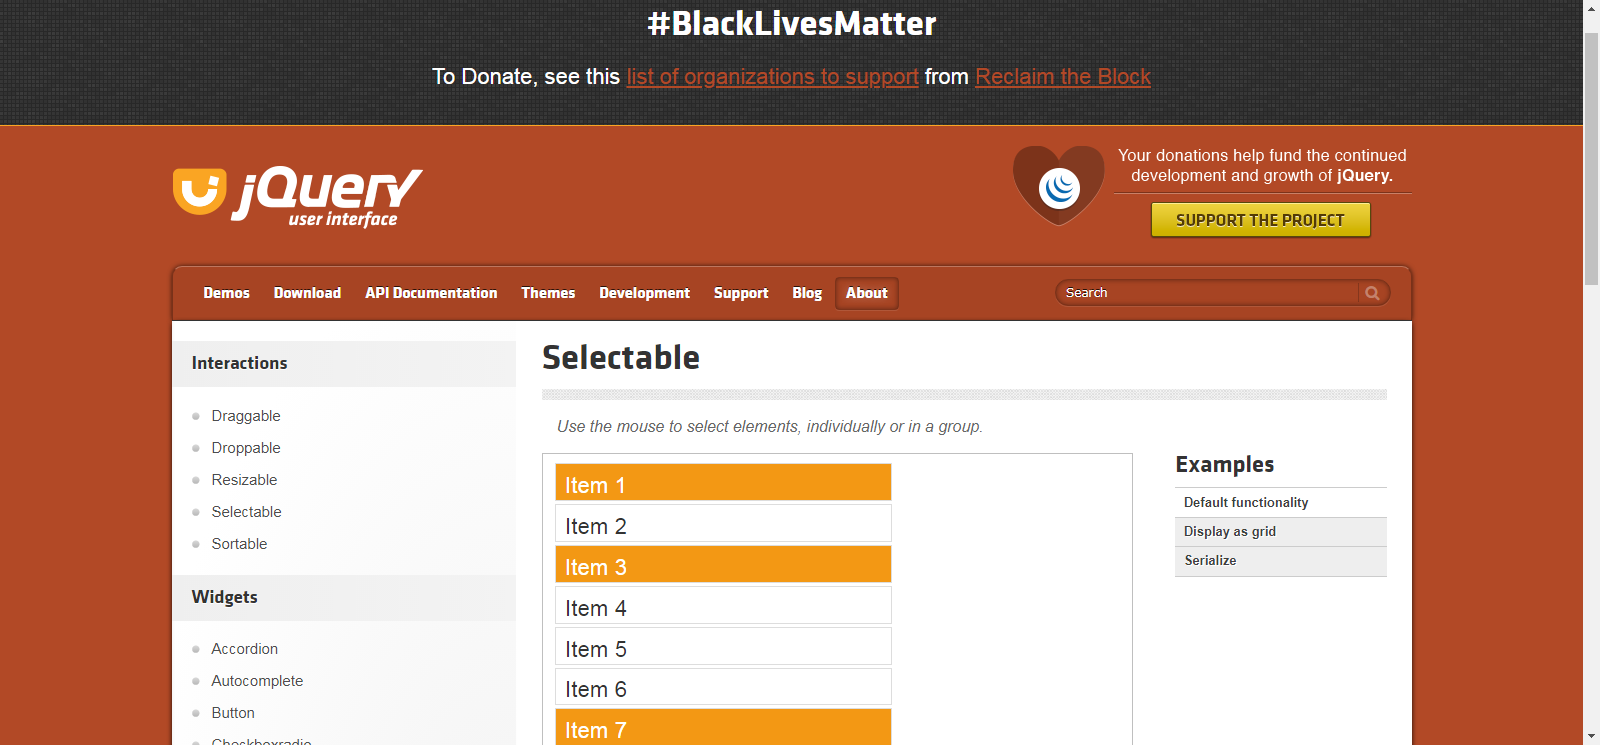 #BlackLivesMatter
To Donate, see this list of organizations to support from Reclaim the Block
jQuery
user interface
Your donations help fund the continued
development and growth of jQuery.
SUPPORT THE PROJECT
Demos Download API Documentation Themes Development Support Blog About Search
Interactions
Draggable
Droppable
Resizable
Selectable
Sortable
Widgets
Accordion
Autocomplete
Button
Checkboxradio
Selectable
Use the mouse to select elements, individually or in a group.
Item 1
Item 2
Item 3
Item 4
Item 5
Item 6
Item 7
Examples
Default functionality
Display as grid
Serialize